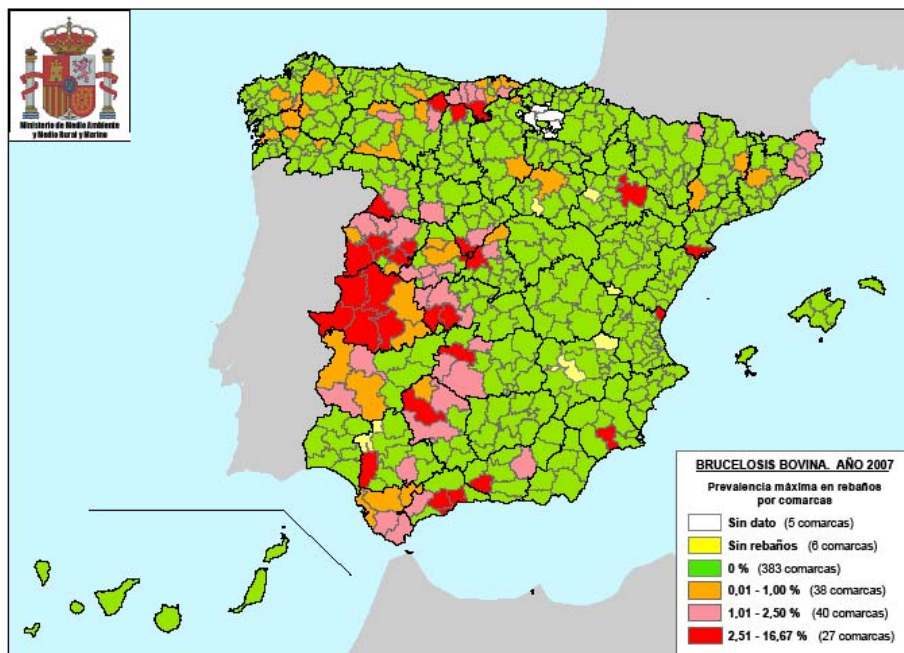 Ministerio de Medio Ambiente
y Medio Rural y Marino
BRUCELOSIS BOVINA. AÑO 2007
Prevalencia máxima en rebaños
por comarcas
Sin dato (5 comarcas)
Sin rebaños (6 comarcas)
0 % (383 comarcas)
0,01 - 1,00 % (38 comarcas)
1,01 - 2,50 % (40 comarcas)
2,51 - 16,67 % (27 comarcas)